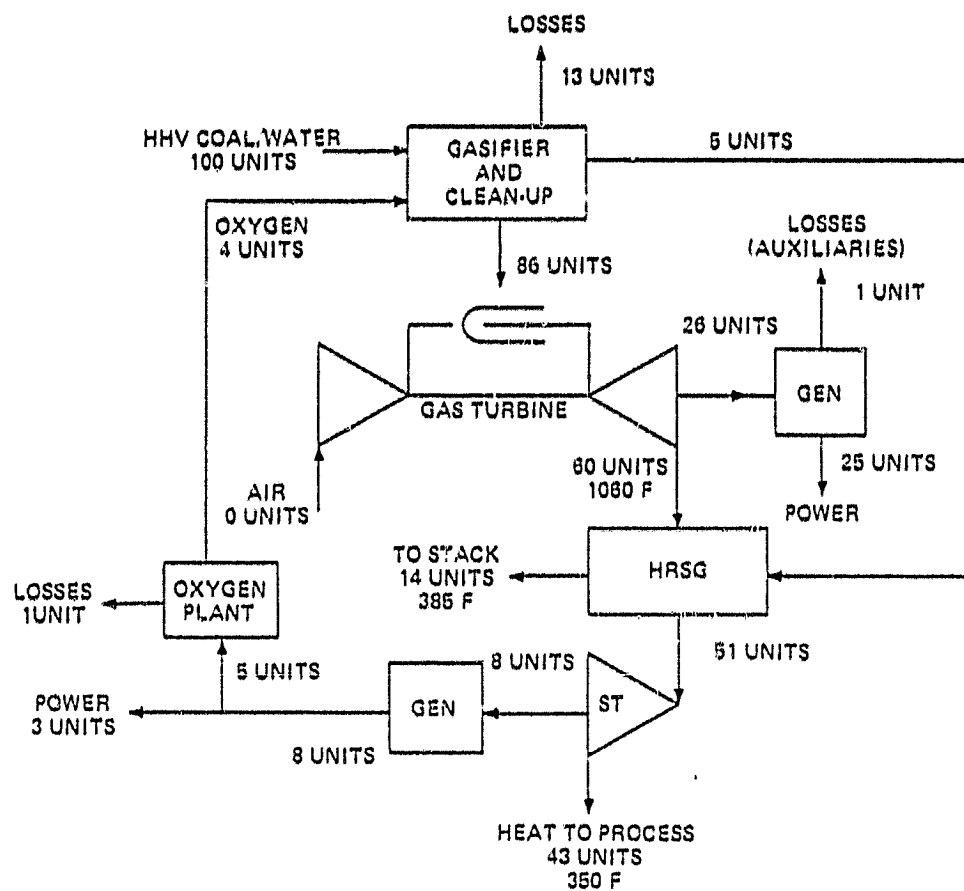 LOSSES
13 UNITS
HHV COAL/WATER
100 UNITS
GASIFIER
AND
CLEAN-UP
5 UNITS
OXYGEN
4 UNITS
86 UNITS
LOSSES
(AUXILIARIES)
1 UNIT
26 UNITS
GEN
GAS TURBINE
25 UNITS
POWER
60 UNITS
1060 F
AIR
0 UNITS
TO STACK
14 UNITS
385 F
HRSG
LOSSES
1 UNIT
OXYGEN
PLANT
51 UNITS
5 UNITS
8 UNITS
ST
POWER
3 UNITS
GEN
8 UNITS
HEAT TO PROCESS
43 UNITS
350 F